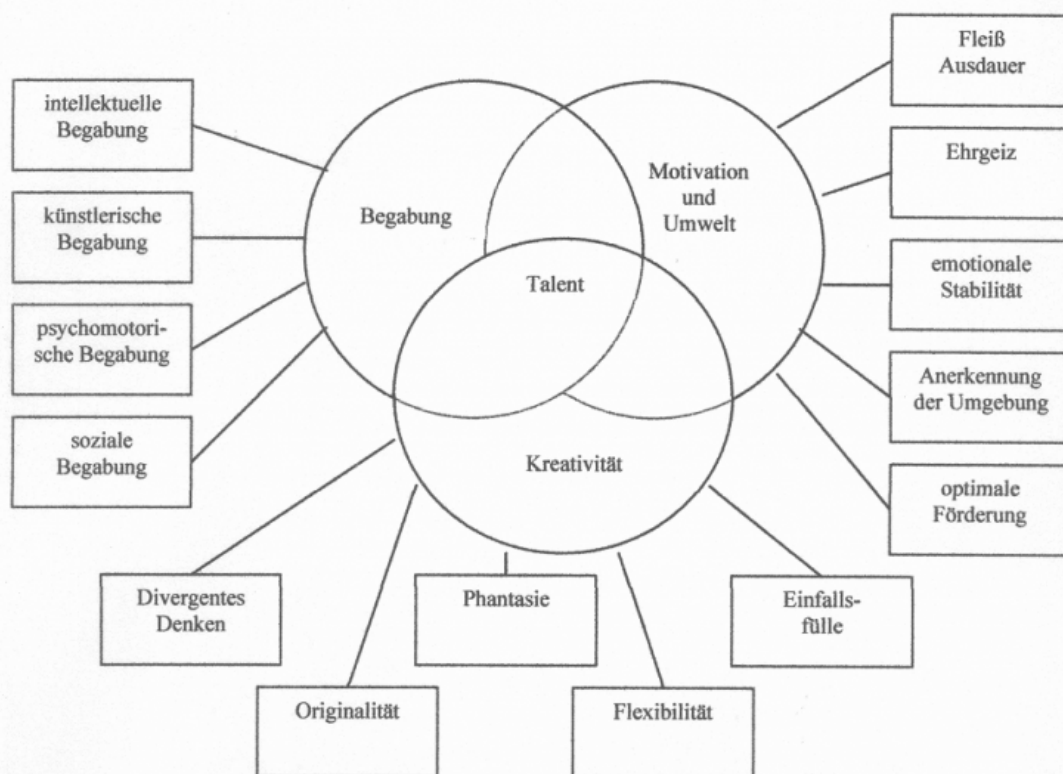 Fleiß
Ausdauer
intellektuelle
Begabung
Ehrgeiz
Motivation
und
Umwelt
künstlerische
Begabung
Begabung
emotionale
Stabilität
Talent
psychomotori-
sche Begabung
Anerkennung
der Umgebung
soziale
Begabung
Kreativität
optimale
Förderung
Divergentes
Denken
Phantasie
Einfalls-
fülle
Originalität
Flexibilität